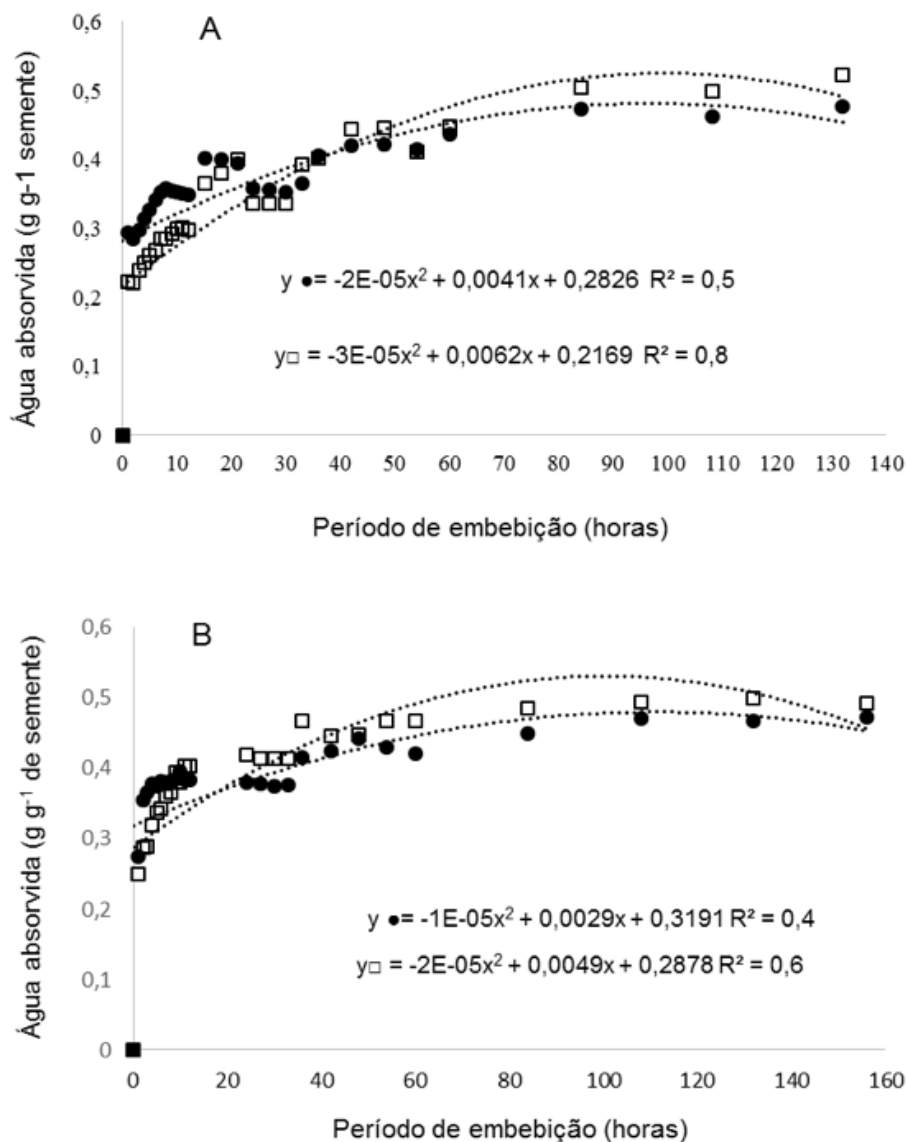 A
Água absorvida (g g-1 semente)
0,6
0,5
0,4
0,3
0,2
0,1
0
y ●= -2E-05x² + 0,0041x + 0,2826 R² = 0,5
y□ = -3E-05x² + 0,0062x + 0,2169 R² = 0,8
0 10 20 30 40 50 60 70 80 90 100 110 120 130 140
Período de embebição (horas)
B
Água absorvida (g g⁻¹ de semente)
0,6
0,5
0,4
0,3
0,2
0,1
0
y ●= -1E-05x² + 0,0029x + 0,3191 R² = 0,4
y□ = -2E-05x² + 0,0049x + 0,2878 R² = 0,6
0 20 40 60 80 100 120 140 160
Período de embebição (horas)